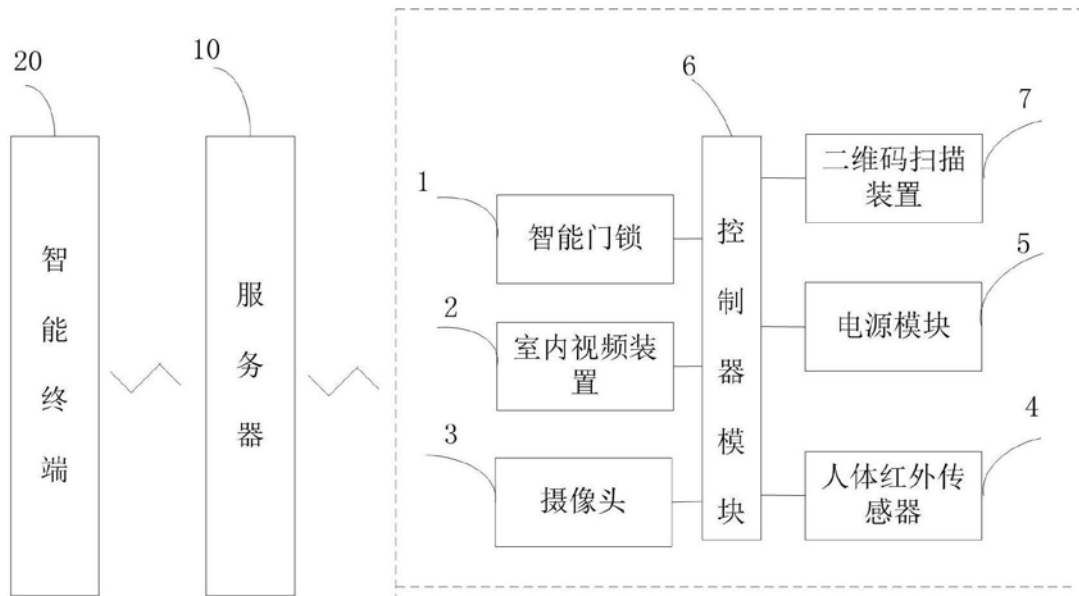 20
10
6
7
1
5
2
4
3
智能终端
服务器
智能门锁
室内视频装
置
摄像头
控制器模块
二维码扫描
装置
电源模块
人体红外传
感器